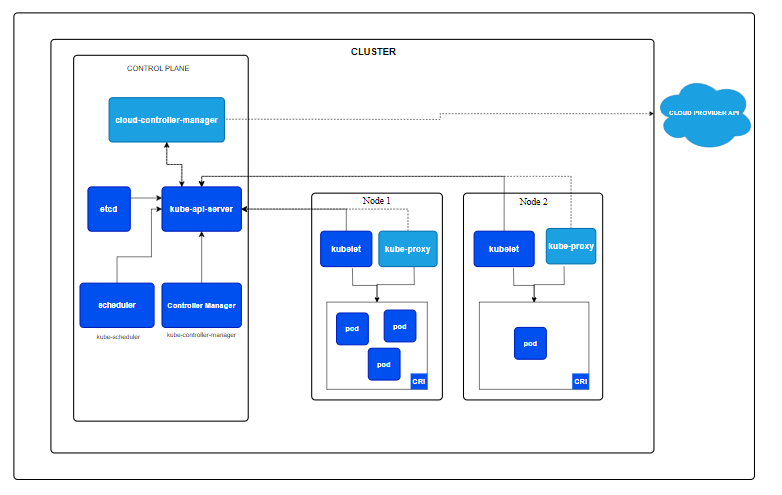 CLUSTER
CONTROL PLANE
cloud-controller-manager
CLOUD PROVIDER API
etcd
kube-api-server
scheduler
kube-scheduler
Controller Manager
kube-controller-manager
Node 1
kubelet
kube-proxy
pod
pod
pod
CRI
Node 2
kubelet
kube-proxy
pod
CRI